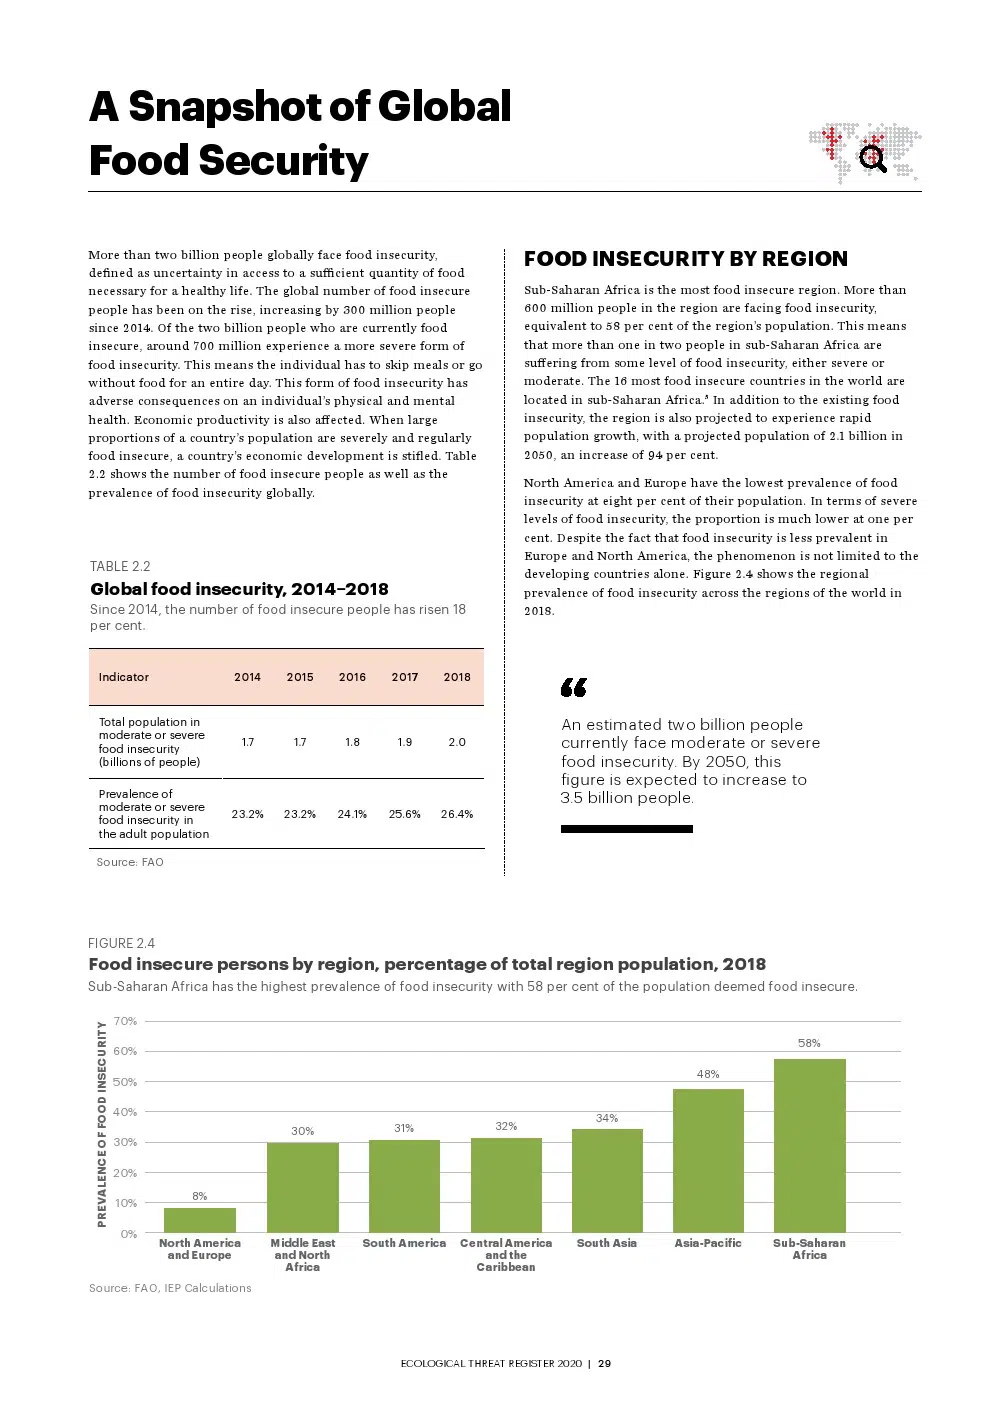 A Snapshot of Global
Food Security
More than two billion people globally face food insecurity,
defined as uncertainty in access to a sufficient quantity of food
necessary for a healthy life. The global number of food insecure
people has been on the rise, increasing by 300 million people
since 2014. Of the two billion people who are currently food
insecure, around 700 million experience a more severe form of
food insecurity. This means the individual has to skip meals or go
without food for an entire day. This form of food insecurity has
adverse consequences on an individual's physical and mental
health. Economic productivity is also affected. When large
proportions of a country's population are severely and regularly
food insecure, a country's economic development is stifled. Table
2.2 shows the number of food insecure people as well as the
prevalence of food insecurity globally.
TABLE 2.2
Global food insecurity, 2014–2018
Since 2014, the number of food insecure people has risen 18
per cent.
Indicator 2014 2015 2016 2017 2018
Total population in
moderate or severe
food insecurity
(billions of people)
1.7 1.7 1.8 1.9 2.0
Prevalence of
moderate or severe
food insecurity in
the adult population
23.2% 23.2% 24.1% 25.6% 26.4%
Source: FAO
FOOD INSECURITY BY REGION
Sub-Saharan Africa is the most food insecure region. More than
600 million people in the region are facing food insecurity,
equivalent to 58 per cent of the region's population. This means
that more than one in two people in sub-Saharan Africa are
suffering from some level of food insecurity, either severe or
moderate. The 16 most food insecure countries in the world are
located in sub-Saharan Africa.⁵ In addition to the existing food
insecurity, the region is also projected to experience rapid
population growth, with a projected population of 2.1 billion in
2050, an increase of 94 per cent.
North America and Europe have the lowest prevalence of food
insecurity at eight per cent of their population. In terms of severe
levels of food insecurity, the proportion is much lower at one per
cent. Despite the fact that food insecurity is less prevalent in
Europe and North America, the phenomenon is not limited to the
developing countries alone. Figure 2.4 shows the regional
prevalence of food insecurity across the regions of the world in
2018.
“
An estimated two billion people
currently face moderate or severe
food insecurity. By 2050, this
figure is expected to increase to
3.5 billion people.
FIGURE 2.4
Food insecure persons by region, percentage of total region population, 2018
Sub-Saharan Africa has the highest prevalence of food insecurity with 58 per cent of the population deemed food insecure.
PREVALENCE OF FOOD INSECURITY
70%
60%
50%
40%
30%
20%
10%
0%
8%
30%
31%
32%
34%
48%
58%
North America
and Europe
Middle East
and North
Africa
South America
Central America
and the
Caribbean
South Asia
Asia-Pacific
Sub-Saharan
Africa
Source: FAO, IEP Calculations
ECOLOGICAL THREAT REGISTER 2020 | 29